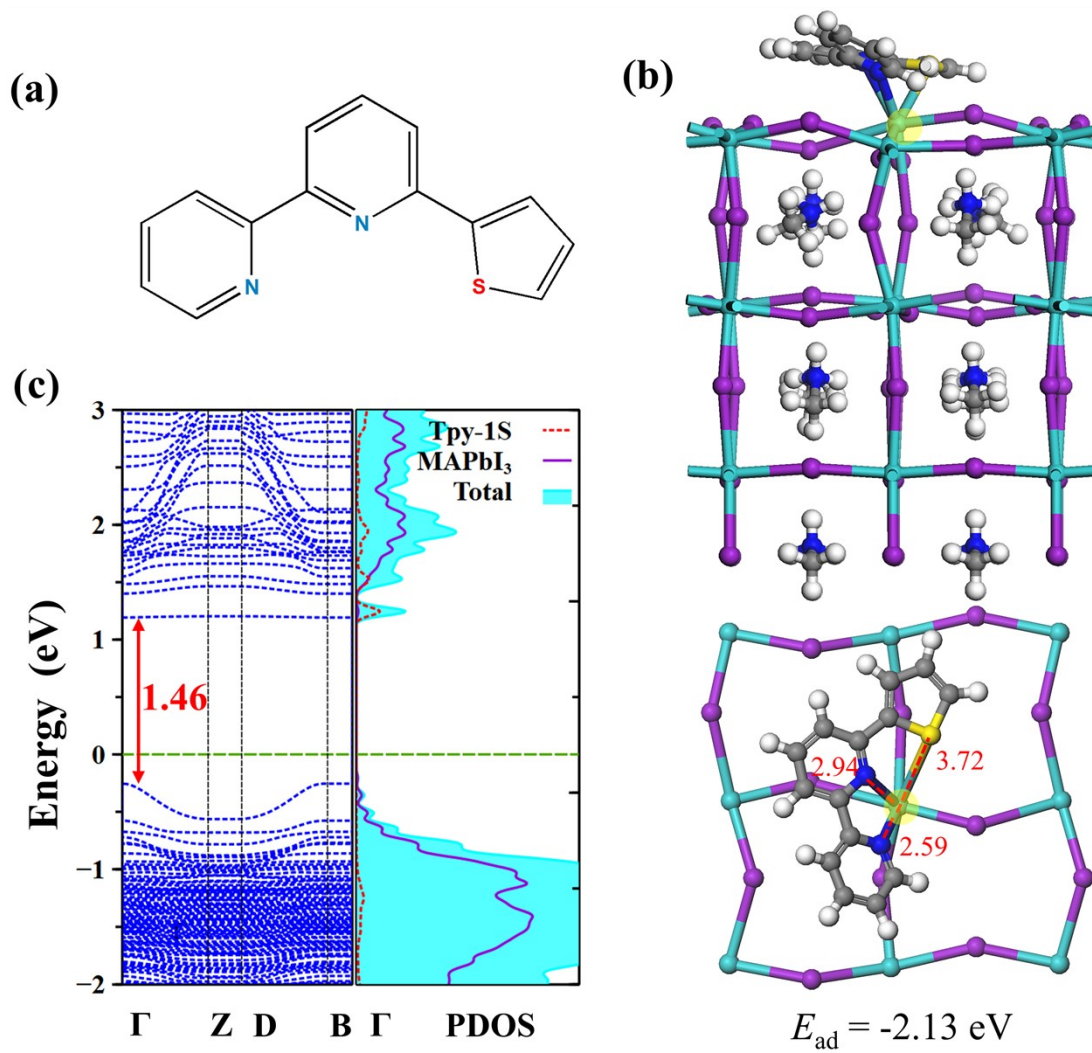 (a)
N
N
S
(b)
(c)
Energy (eV)
3
2
1
0
−1
−2
1.46
Tpy-1S
MAPbI3
Total
Γ Z D B Γ PDOS
2.94
3.72
2.59
Ead = -2.13 eV